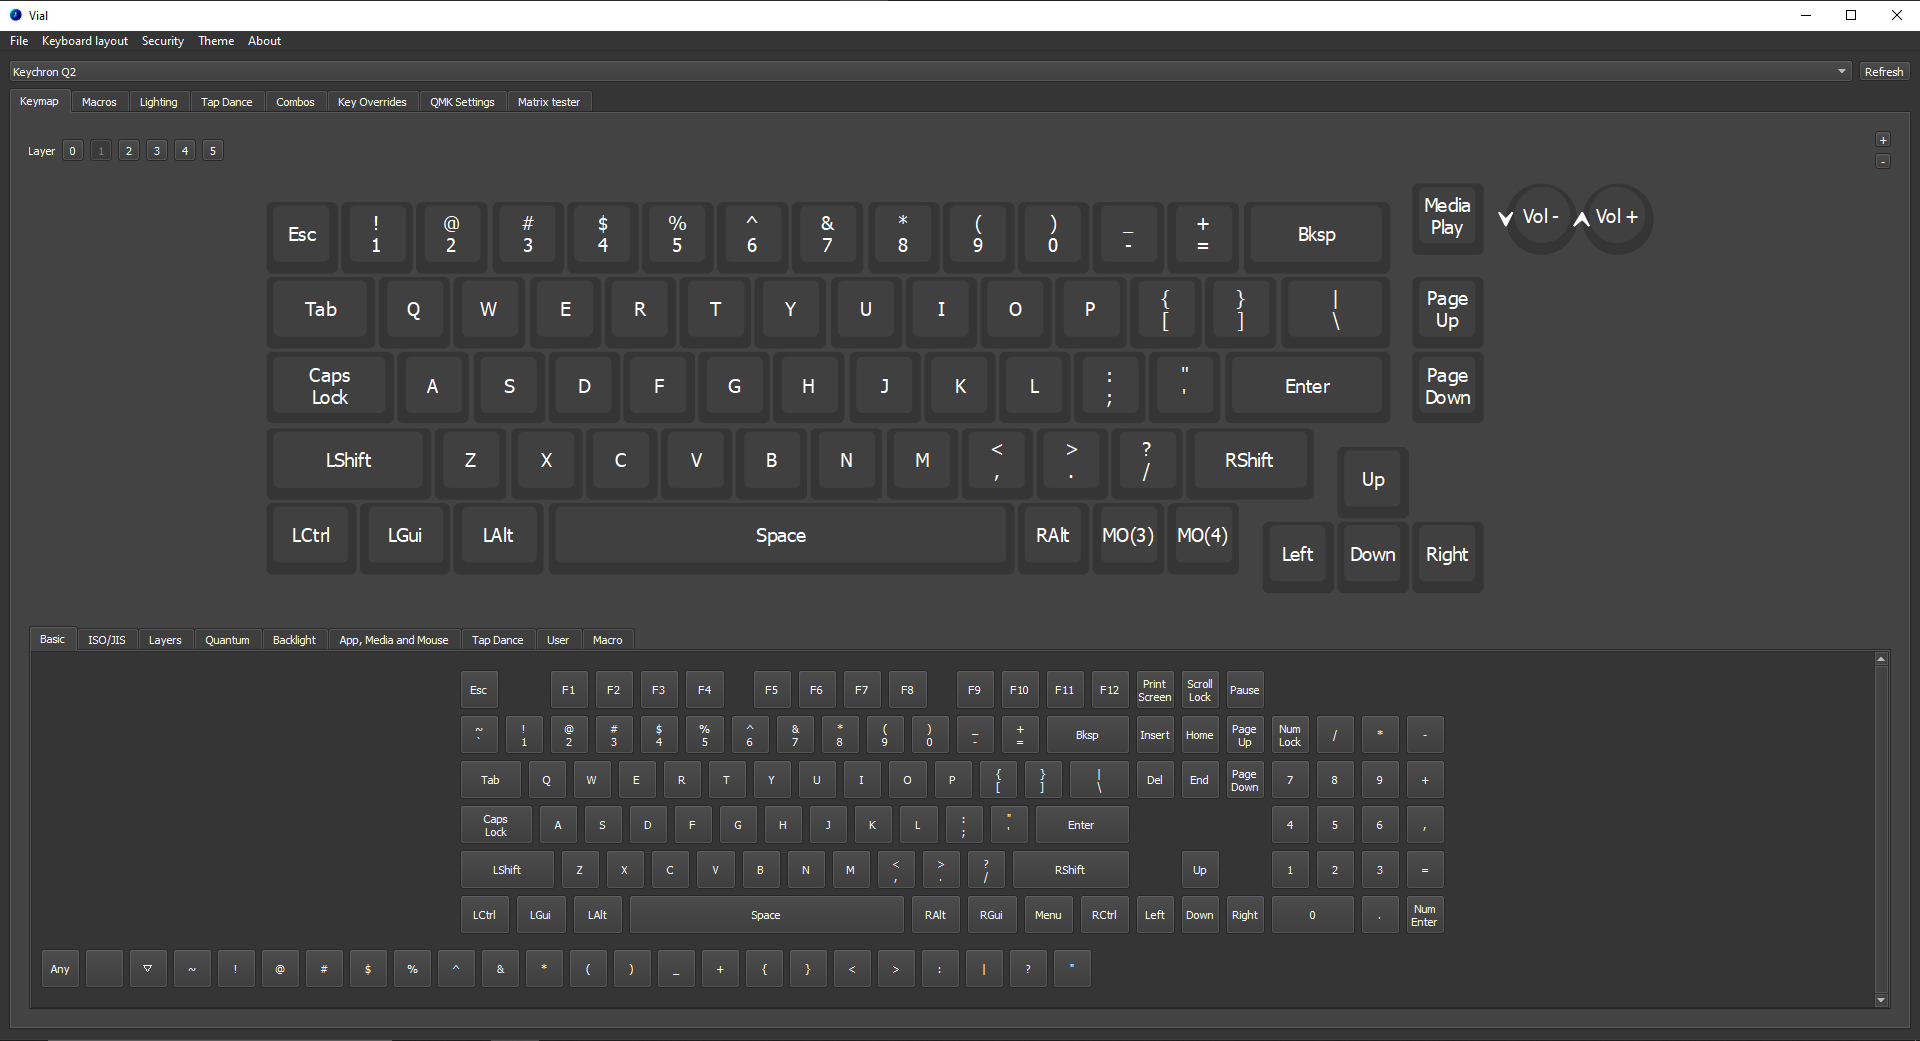 Vial
File Keyboard layout Security Theme About
Keychron Q2 Refresh
Keymap Macros Lighting Tap Dance Combos Key Overrides QMK Settings Matrix tester
+
Layer 0 1 2 3 4 5
-
Esc ! @ # $ % ^ & * ( ) _ + Bksp Media Vol - Vol +
1 2 3 4 5 6 7 8 9 0 - = Play
Tab Q W E R T Y U I O P { } | Page
[ ] \ Up
Caps A S D F G H J K L : " Enter Page
Lock ; ' Down
LShift Z X C V B N M < > ? RShift Up
, . /
LCtrl LGui LAlt Space RAlt MO(3) MO(4) Left Down Right
Basic ISO/JIS Layers Quantum Backlight App, Media and Mouse Tap Dance User Macro
Esc F1 F2 F3 F4 F5 F6 F7 F8 F9 F10 F11 F12 Print Scroll Pause
Screen Lock
~ ! @ # $ % ^ & * ( ) _ + Bksp Insert Home Page Num / * -
` 1 2 3 4 5 6 7 8 9 0 - = Up Lock
Tab Q W E R T Y U I O P { } | Del End Page 7 8 9 +
[ ] \ Down
Caps A S D F G H J K L : " Enter 4 5 6 ,
Lock ; '
LShift Z X C V B N M < > ? RShift Up 1 2 3 =
, . /
LCtrl LGui LAlt Space RAlt RGui Menu RCtrl Left Down Right 0 . Num
Enter
Any ▽ ~ ! @ # $ % ^ & * ( ) _ + { } < > : | ? "